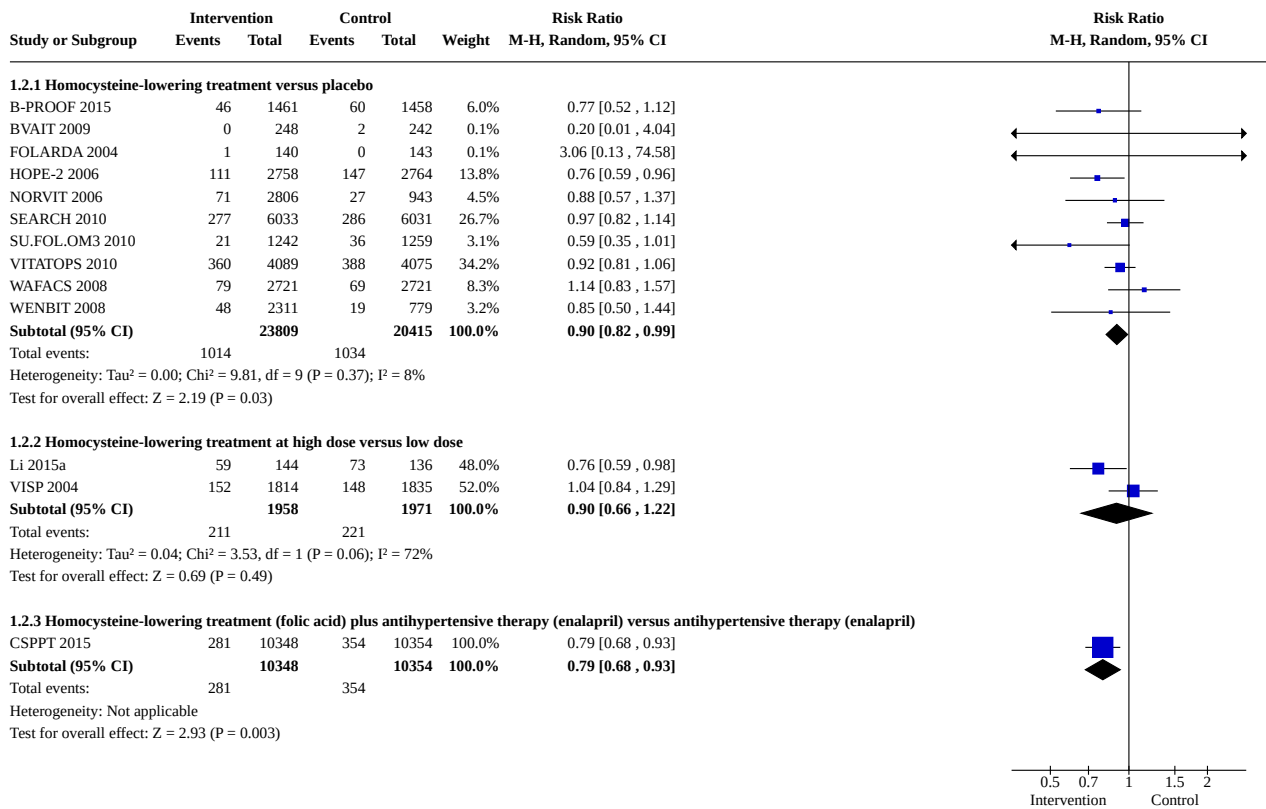 Intervention Control Risk Ratio Risk Ratio
Study or Subgroup Events Total Events Total Weight M-H, Random, 95% CI M-H, Random, 95% CI
1.2.1 Homocysteine-lowering treatment versus placebo
B-PROOF 2015 46 1461 60 1458 6.0% 0.77 [0.52 , 1.12]
BVAIT 2009 0 248 2 242 0.1% 0.20 [0.01 , 4.04]
FOLARDA 2004 1 140 0 143 0.1% 3.06 [0.13 , 74.58]
HOPE-2 2006 111 2758 147 2764 13.8% 0.76 [0.59 , 0.96]
NORVIT 2006 71 2806 27 943 4.5% 0.88 [0.57 , 1.37]
SEARCH 2010 277 6033 286 6031 26.7% 0.97 [0.82 , 1.14]
SU.FOL.OM3 2010 21 1242 36 1259 3.1% 0.59 [0.35 , 1.01]
VITATOPS 2010 360 4089 388 4075 34.2% 0.92 [0.81 , 1.06]
WAFACS 2008 79 2721 69 2721 8.3% 1.14 [0.83 , 1.57]
WENBIT 2008 48 2311 19 779 3.2% 0.85 [0.50 , 1.44]
Subtotal (95% CI) 23809 20415 100.0% 0.90 [0.82 , 0.99]
Total events: 1014 1034
Heterogeneity: Tau² = 0.00; Chi² = 9.81, df = 9 (P = 0.37); I² = 8%
Test for overall effect: Z = 2.19 (P = 0.03)
1.2.2 Homocysteine-lowering treatment at high dose versus low dose
Li 2015a 59 144 73 136 48.0% 0.76 [0.59 , 0.98]
VISP 2004 152 1814 148 1835 52.0% 1.04 [0.84 , 1.29]
Subtotal (95% CI) 1958 1971 100.0% 0.90 [0.66 , 1.22]
Total events: 211 221
Heterogeneity: Tau² = 0.04; Chi² = 3.53, df = 1 (P = 0.06); I² = 72%
Test for overall effect: Z = 0.69 (P = 0.49)
1.2.3 Homocysteine-lowering treatment (folic acid) plus antihypertensive therapy (enalapril) versus antihypertensive therapy (enalapril)
CSPPT 2015 281 10348 354 10354 100.0% 0.79 [0.68 , 0.93]
Subtotal (95% CI) 10348 10354 100.0% 0.79 [0.68 , 0.93]
Total events: 281 354
Heterogeneity: Not applicable
Test for overall effect: Z = 2.93 (P = 0.003)
0.5 0.7 1 1.5 2
Intervention Control